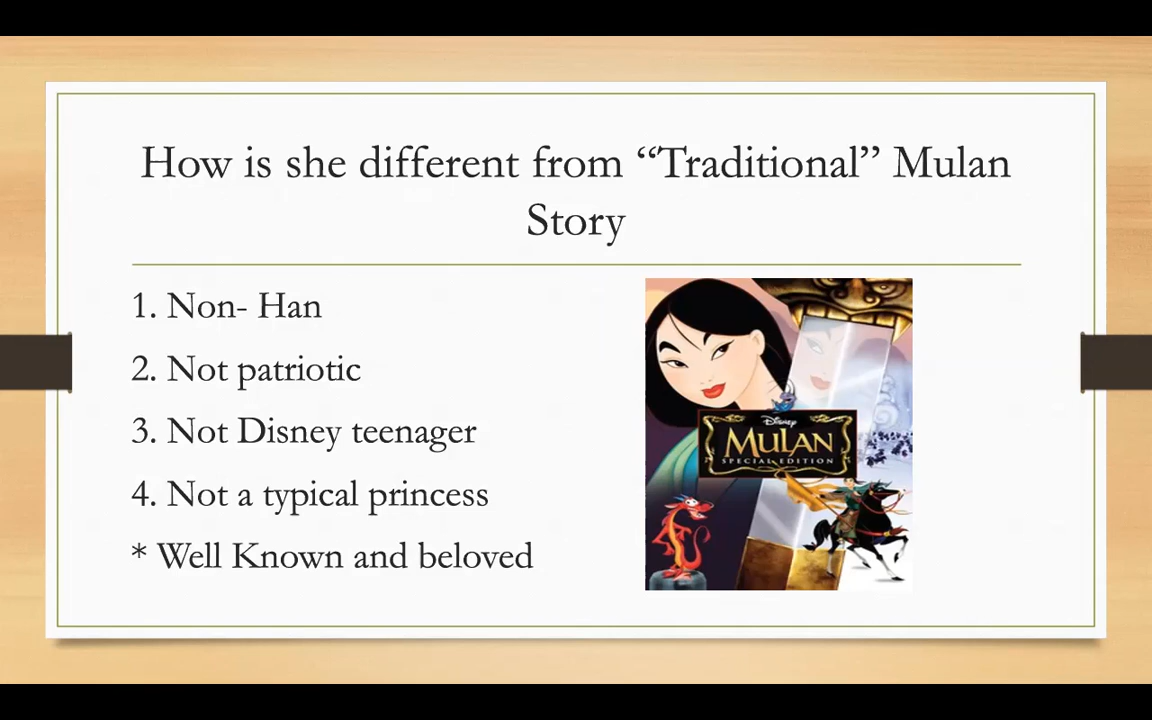 How is she different from “Traditional” Mulan
Story
1. Non- Han
2. Not patriotic
3. Not Disney teenager
4. Not a typical princess
* Well Known and beloved
Disney
MULAN
SPECIAL EDITION